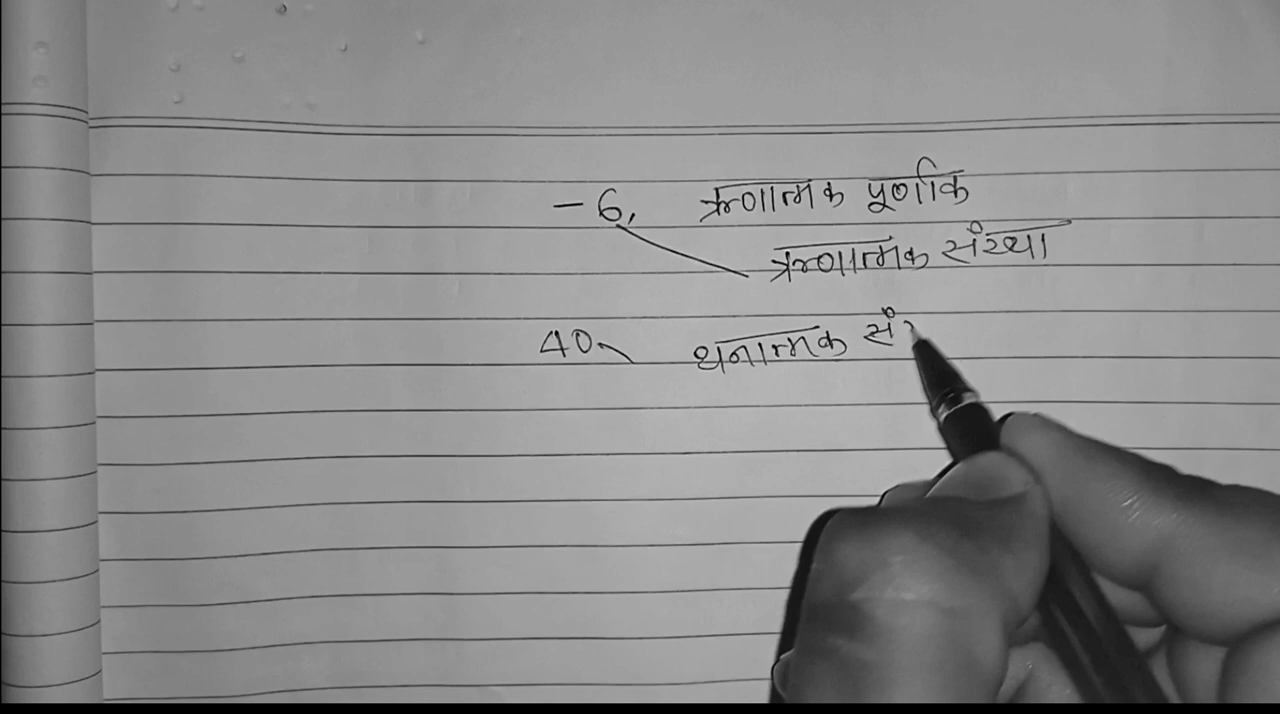 -6, ऋणात्मक पूर्णांक
ऋणात्मक संख्या
40 धनात्मक सं